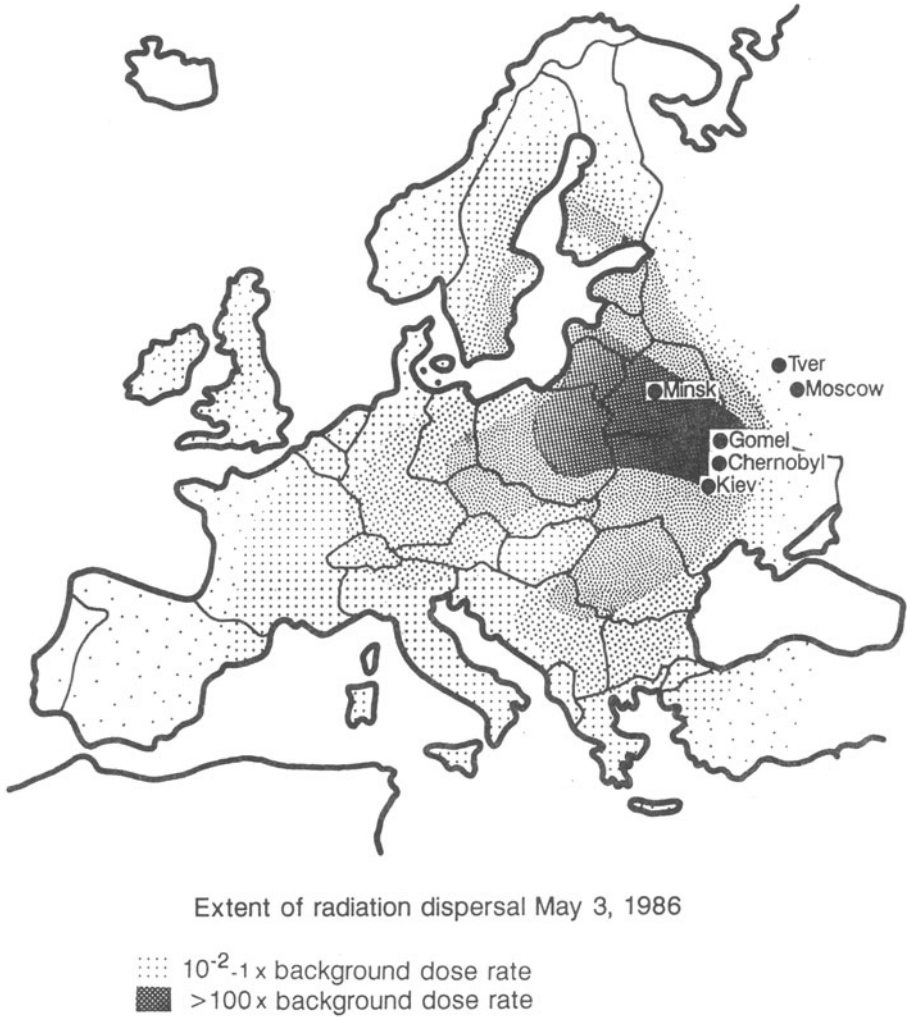 Tver
Minsk
Moscow
Gomel
Chernobyl
Kiev
Extent of radiation dispersal May 3, 1986
10⁻²-1 x background dose rate
>100 x background dose rate